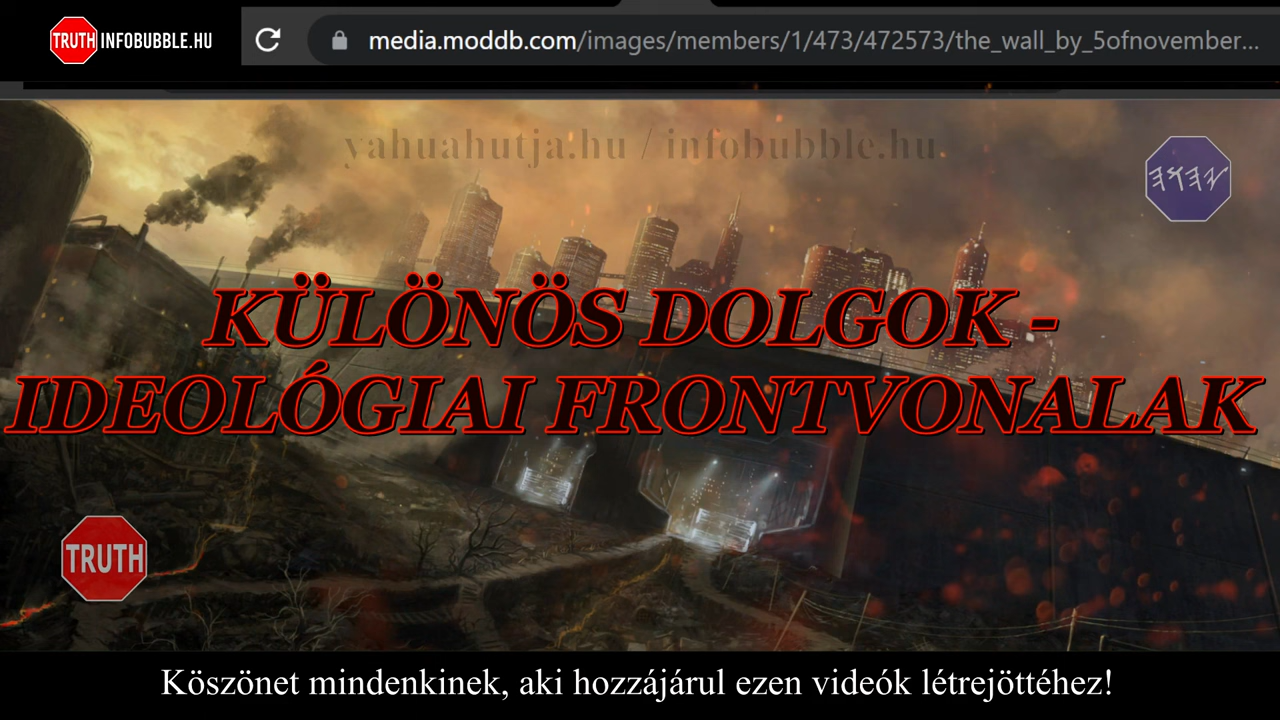 TRUTH INFOBUBBLE.HU
media.moddb.com/images/members/1/473/472573/the_wall_by_5ofnovember...
yahuahutja.hu / infobubble.hu
𐤉𐤄𐤅𐤄
KÜLÖNÖS DOLGOK -
IDEOLÓGIAI FRONTVONALAK
TRUTH
Köszönet mindenkinek, aki hozzájárul ezen videók létrejöttéhez!